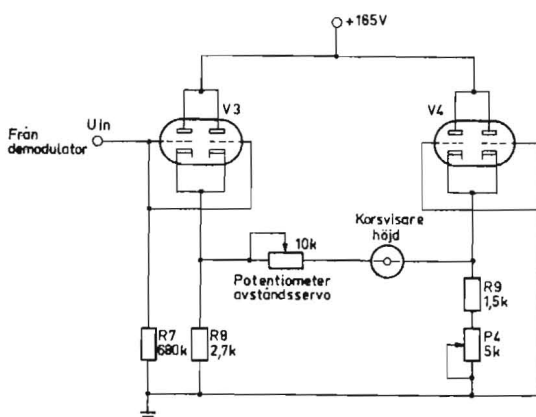 +165V
V3
V4
Från
demodulator
Uin
Korsvisare
höjd
10k
Potentiometer
avståndsservo
R7
680k
R8
2,7k
R9
1,5k
P4
5k